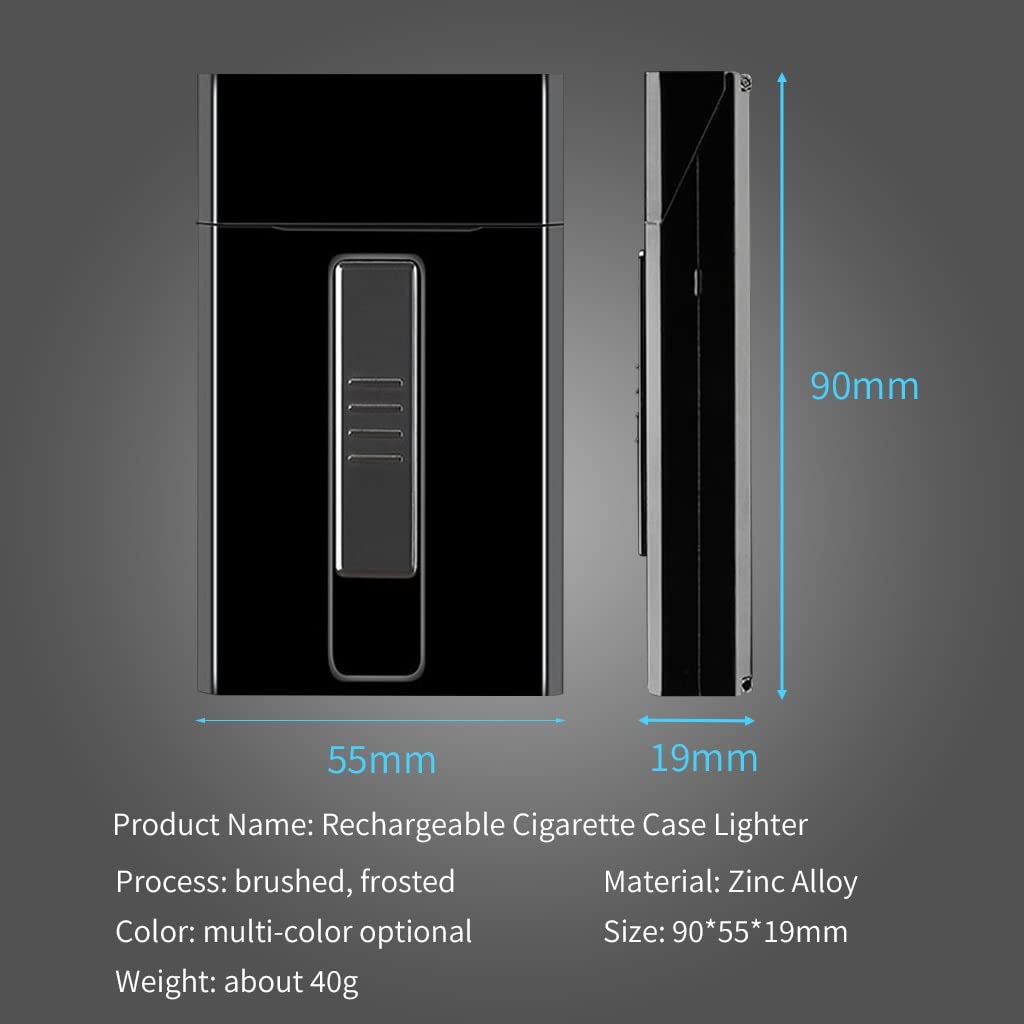 90mm
55mm
19mm
Product Name: Rechargeable Cigarette Case Lighter
Process: brushed, frosted
Material: Zinc Alloy
Color: multi-color optional
Size: 90*55*19mm
Weight: about 40g